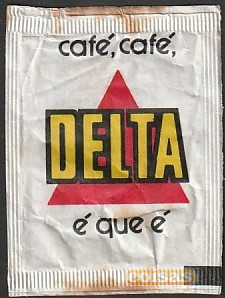 café, café,
DELTA
é que é